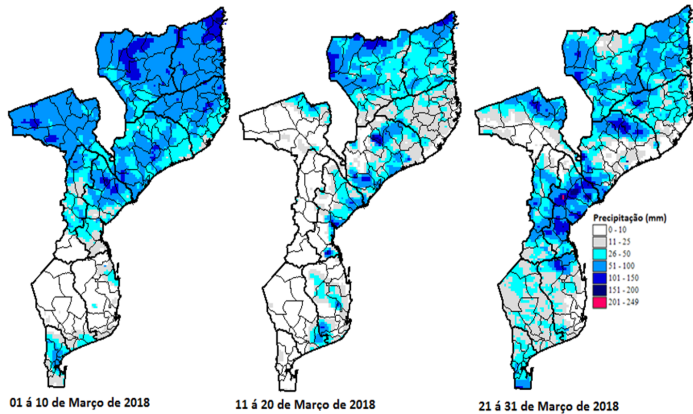 Precipitação (mm)
0 - 10
11 - 25
26 - 50
51 - 100
101 - 150
151 - 200
201 - 249
01 á 10 de Março de 2018
11 á 20 de Março de 2018
21 á 31 de Março de 2018